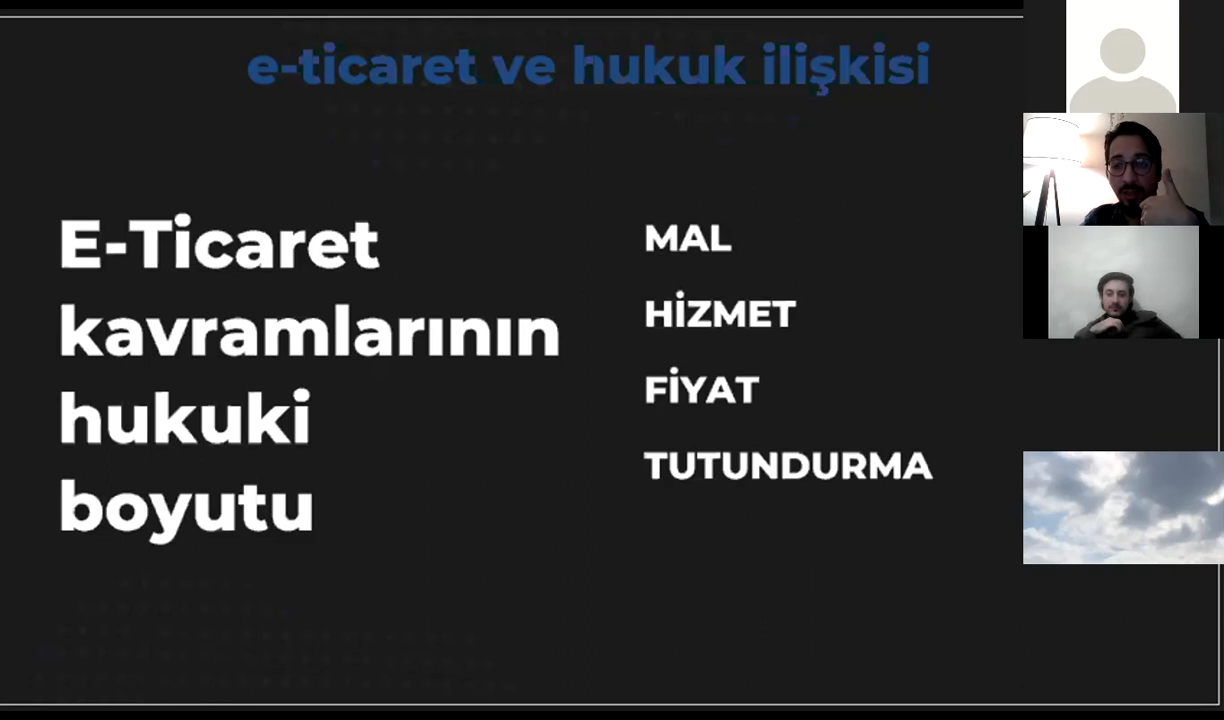 e-ticaret ve hukuk ilişkisi
E-Ticaret
kavramlarının
hukuki
boyutu
MAL
HİZMET
FİYAT
TUTUNDURMA